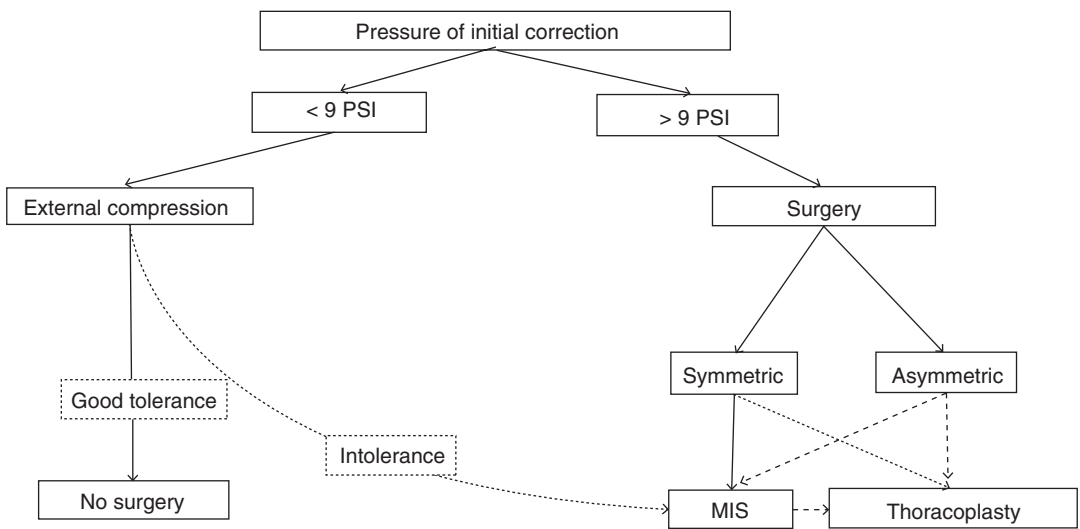 Pressure of initial correction
< 9 PSI
> 9 PSI
External compression
Surgery
Symmetric
Asymmetric
Good tolerance
Intolerance
No surgery
MIS
Thoracoplasty